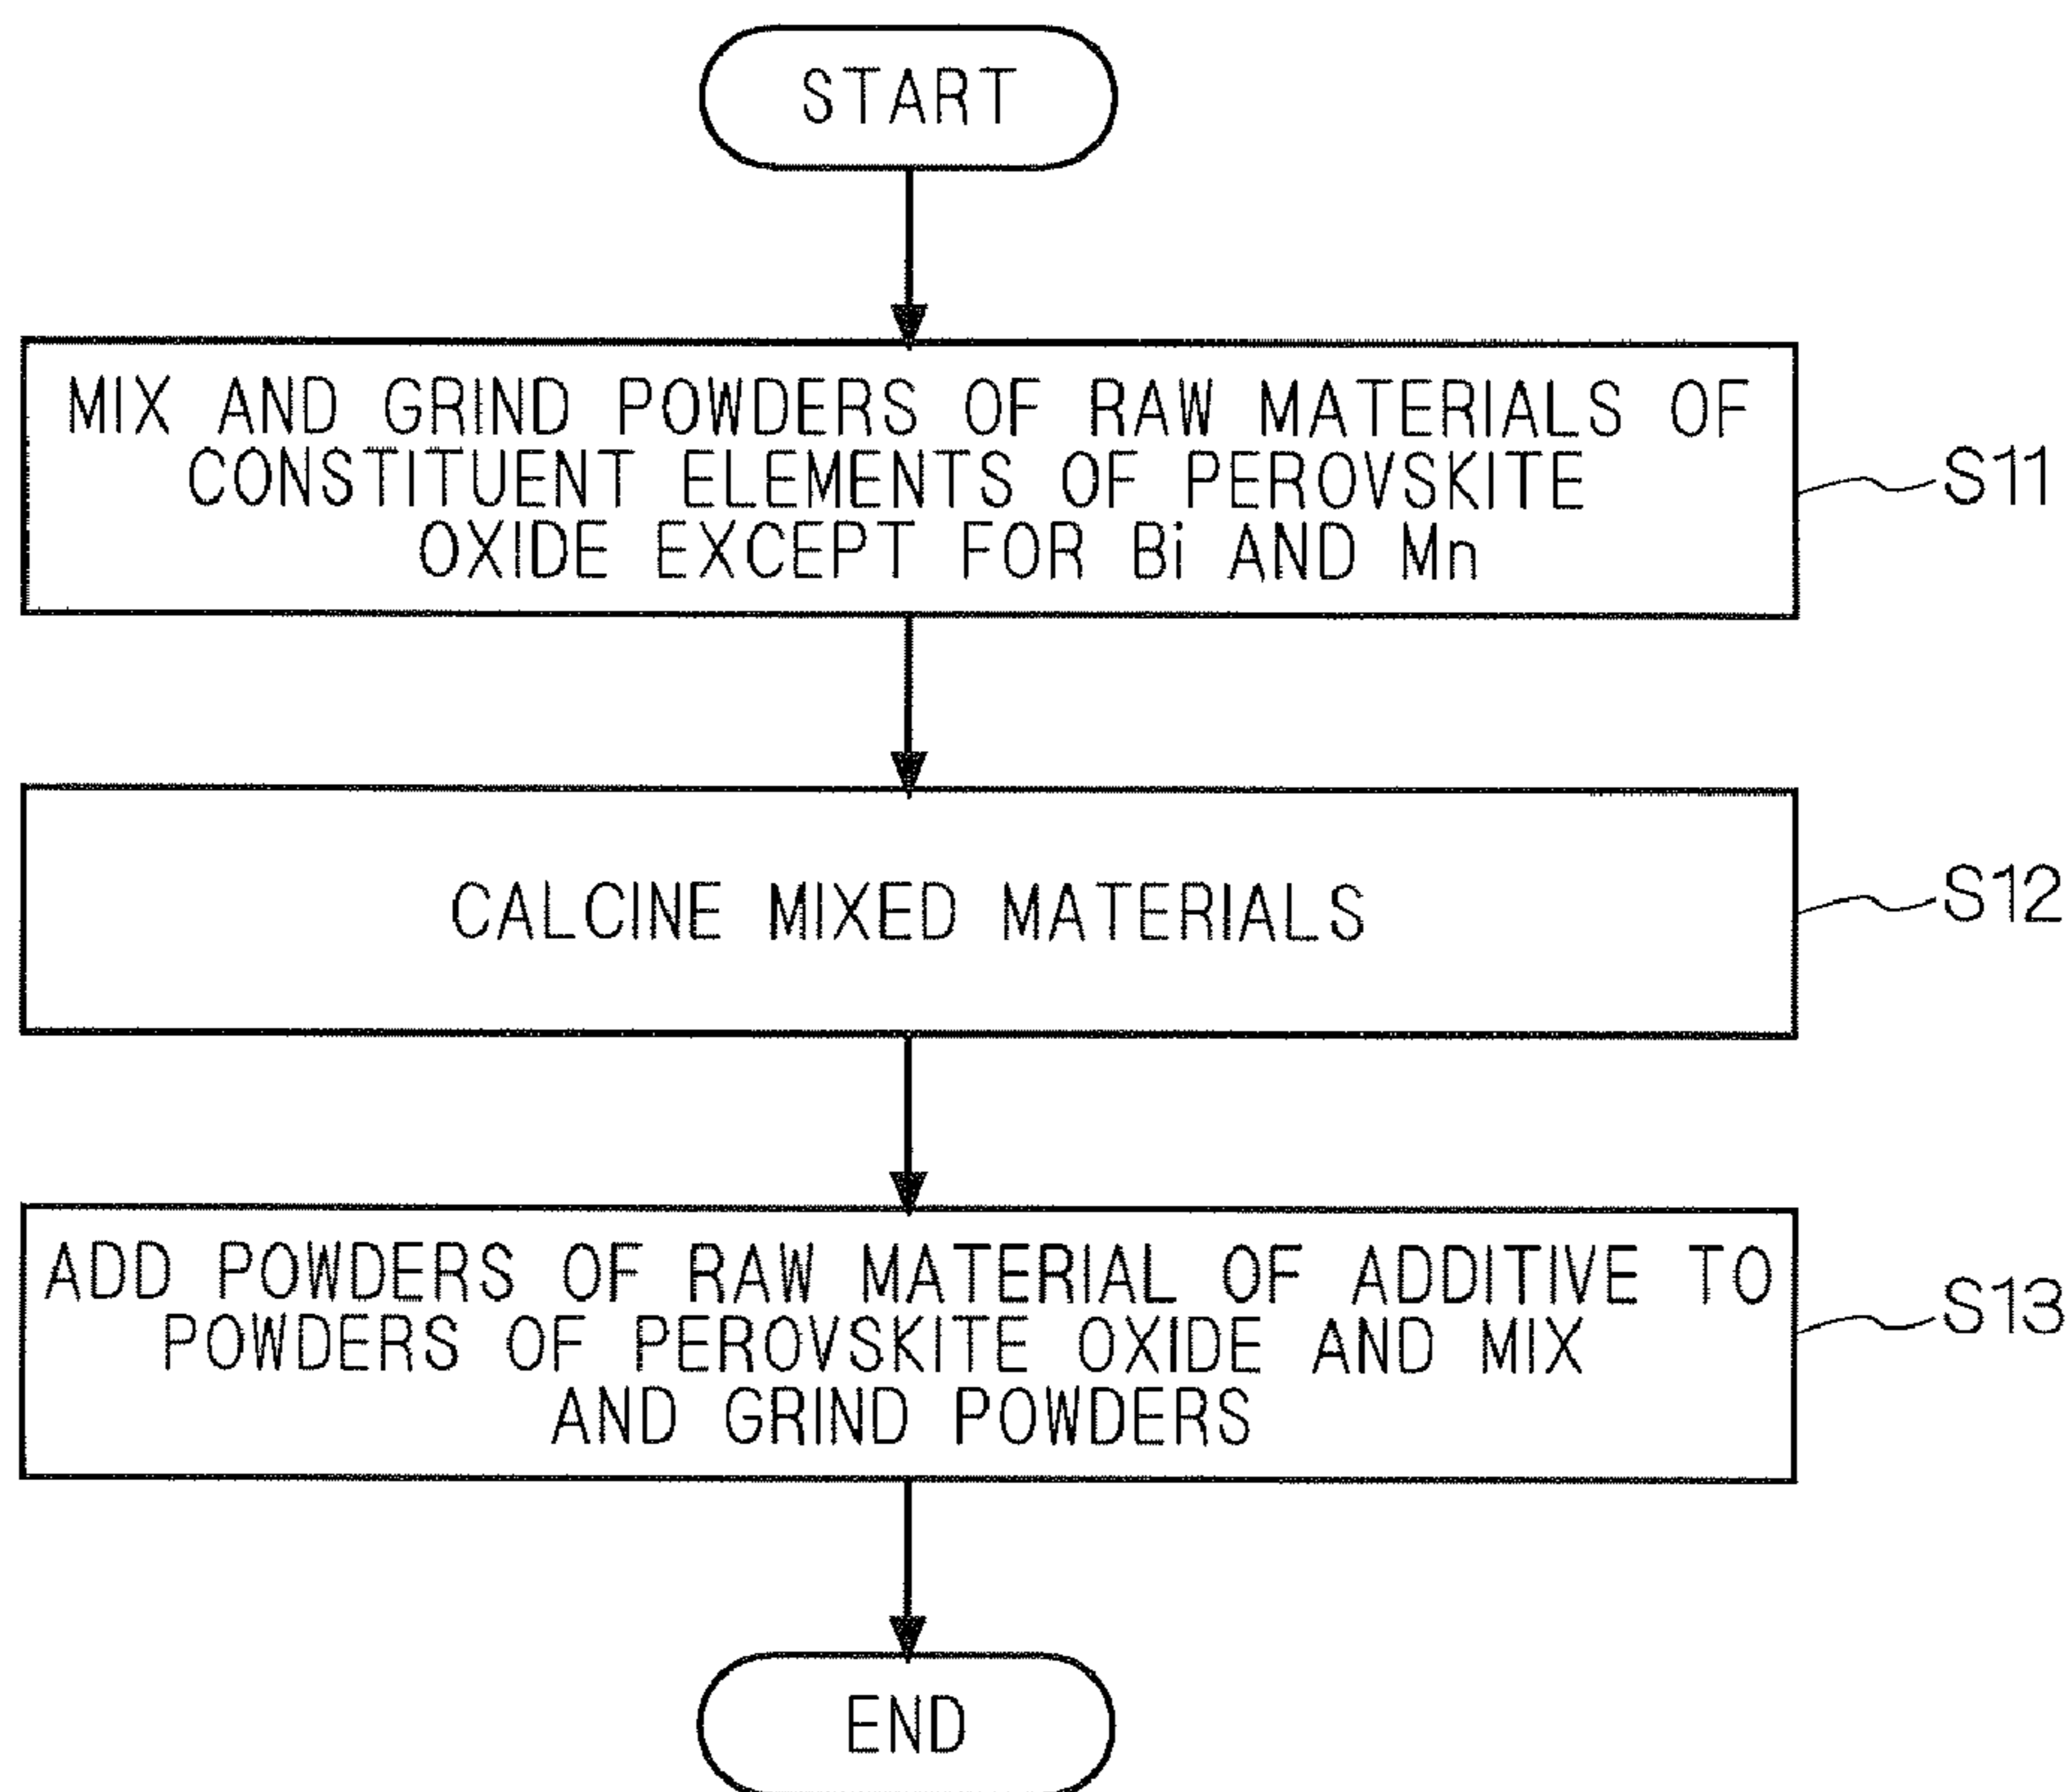 START
MIX AND GRIND POWDERS OF RAW MATERIALS OF
CONSTITUENT ELEMENTS OF PEROVSKITE
OXIDE EXCEPT FOR Bi AND Mn
S11
CALCINE MIXED MATERIALS
S12
ADD POWDERS OF RAW MATERIAL OF ADDITIVE TO
POWDERS OF PEROVSKITE OXIDE AND MIX
AND GRIND POWDERS
S13
END